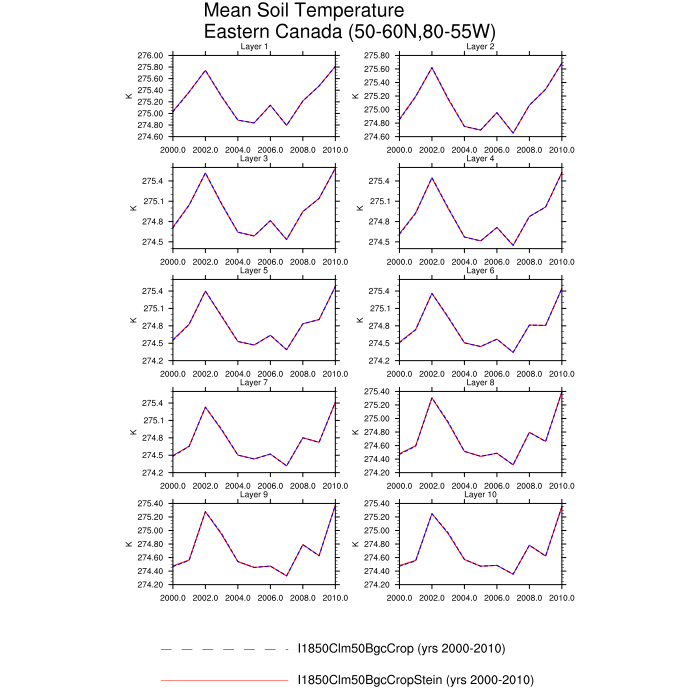 Mean Soil Temperature
Eastern Canada (50-60N,80-55W)
Layer 1
276.00
275.80
275.60
275.40
275.20
275.00
274.80
274.60
K
2000.0 2002.0 2004.0 2006.0 2008.0 2010.0
Layer 2
275.80
275.60
275.40
275.20
275.00
274.80
274.60
K
2000.0 2002.0 2004.0 2006.0 2008.0 2010.0
Layer 3
275.4
275.1
274.8
274.5
K
2000.0 2002.0 2004.0 2006.0 2008.0 2010.0
Layer 4
275.4
275.1
274.8
274.5
K
2000.0 2002.0 2004.0 2006.0 2008.0 2010.0
Layer 5
275.4
275.1
274.8
274.5
274.2
K
2000.0 2002.0 2004.0 2006.0 2008.0 2010.0
Layer 6
275.4
275.1
274.8
274.5
274.2
K
2000.0 2002.0 2004.0 2006.0 2008.0 2010.0
Layer 7
275.4
275.1
274.8
274.5
274.2
K
2000.0 2002.0 2004.0 2006.0 2008.0 2010.0
Layer 8
275.40
275.20
275.00
274.80
274.60
274.40
274.20
K
2000.0 2002.0 2004.0 2006.0 2008.0 2010.0
Layer 9
275.40
275.20
275.00
274.80
274.60
274.40
274.20
K
2000.0 2002.0 2004.0 2006.0 2008.0 2010.0
Layer 10
275.40
275.20
275.00
274.80
274.60
274.40
274.20
K
2000.0 2002.0 2004.0 2006.0 2008.0 2010.0
I1850Clm50BgcCrop (yrs 2000-2010)
I1850Clm50BgcCropStein (yrs 2000-2010)